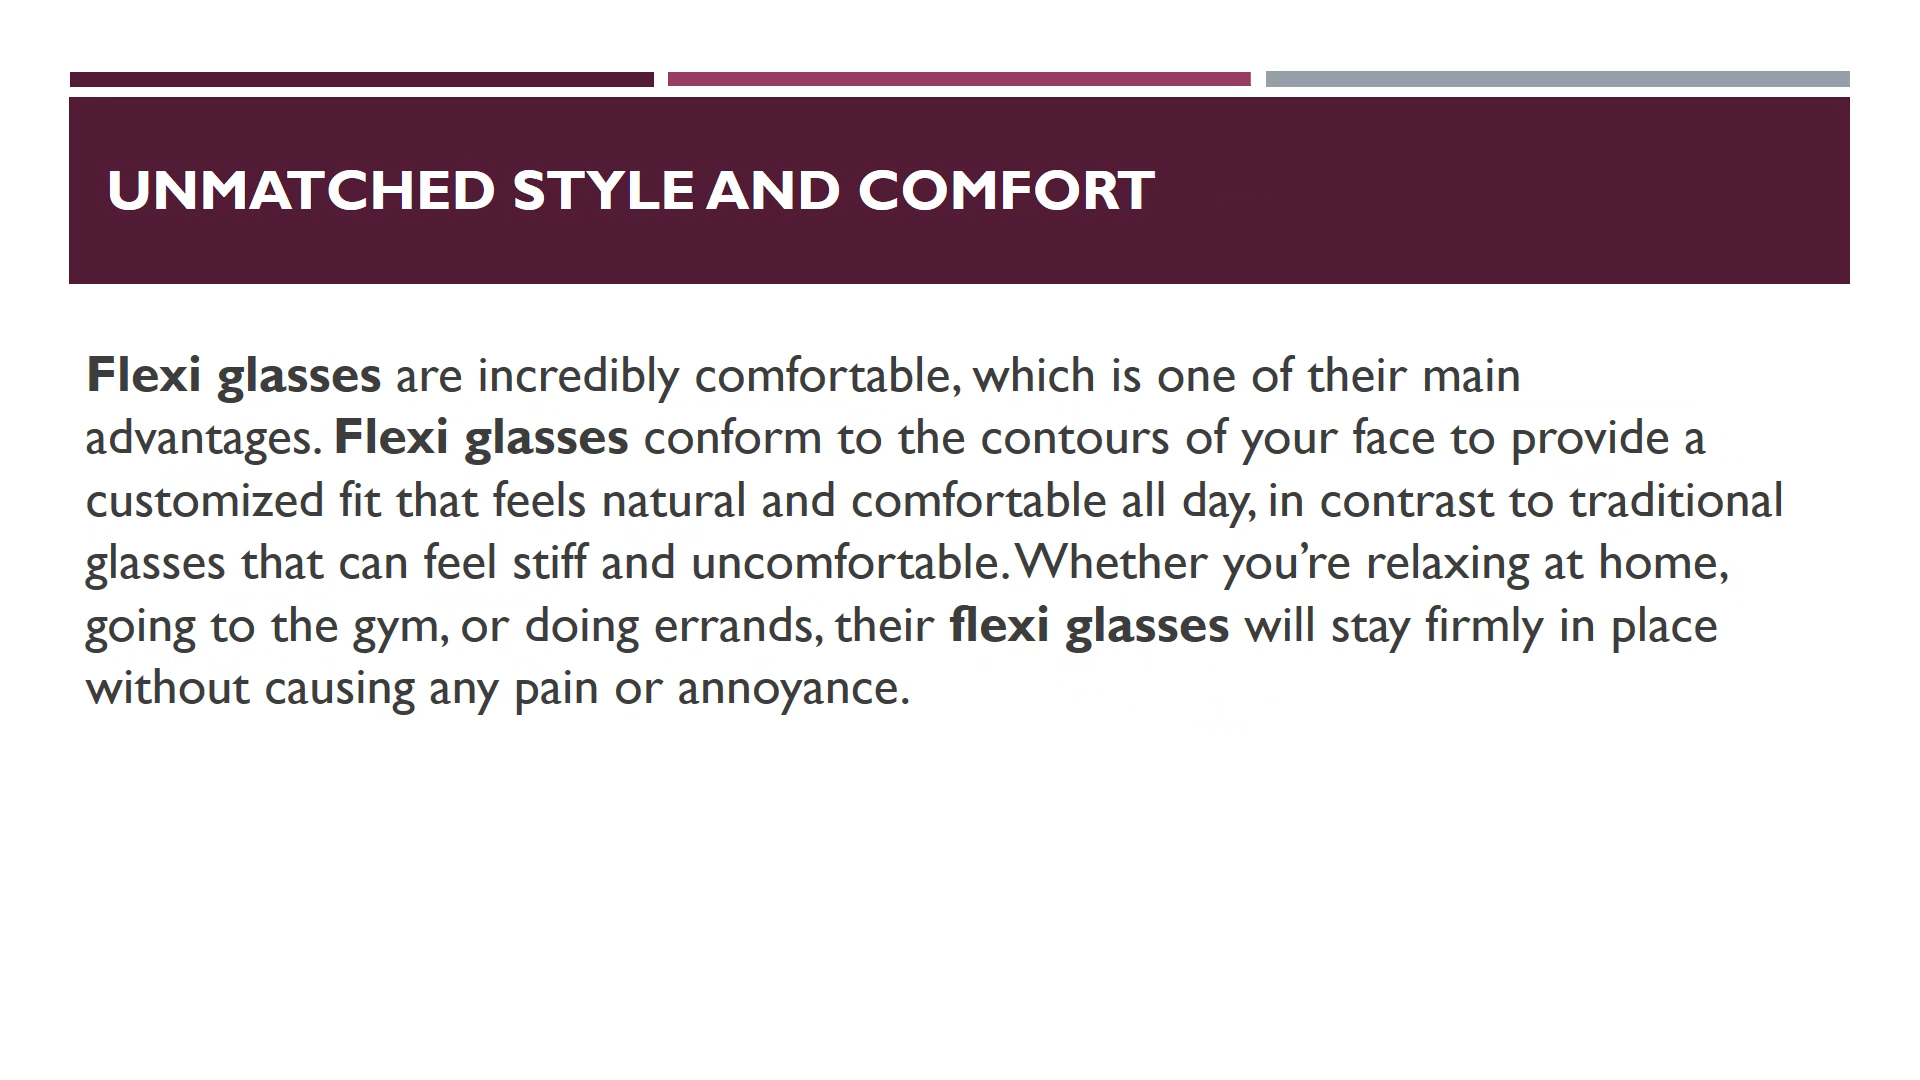 UNMATCHED STYLE AND COMFORT
Flexi glasses are incredibly comfortable, which is one of their main
advantages. Flexi glasses conform to the contours of your face to provide a
customized fit that feels natural and comfortable all day, in contrast to traditional
glasses that can feel stiff and uncomfortable. Whether you’re relaxing at home,
going to the gym, or doing errands, their flexi glasses will stay firmly in place
without causing any pain or annoyance.